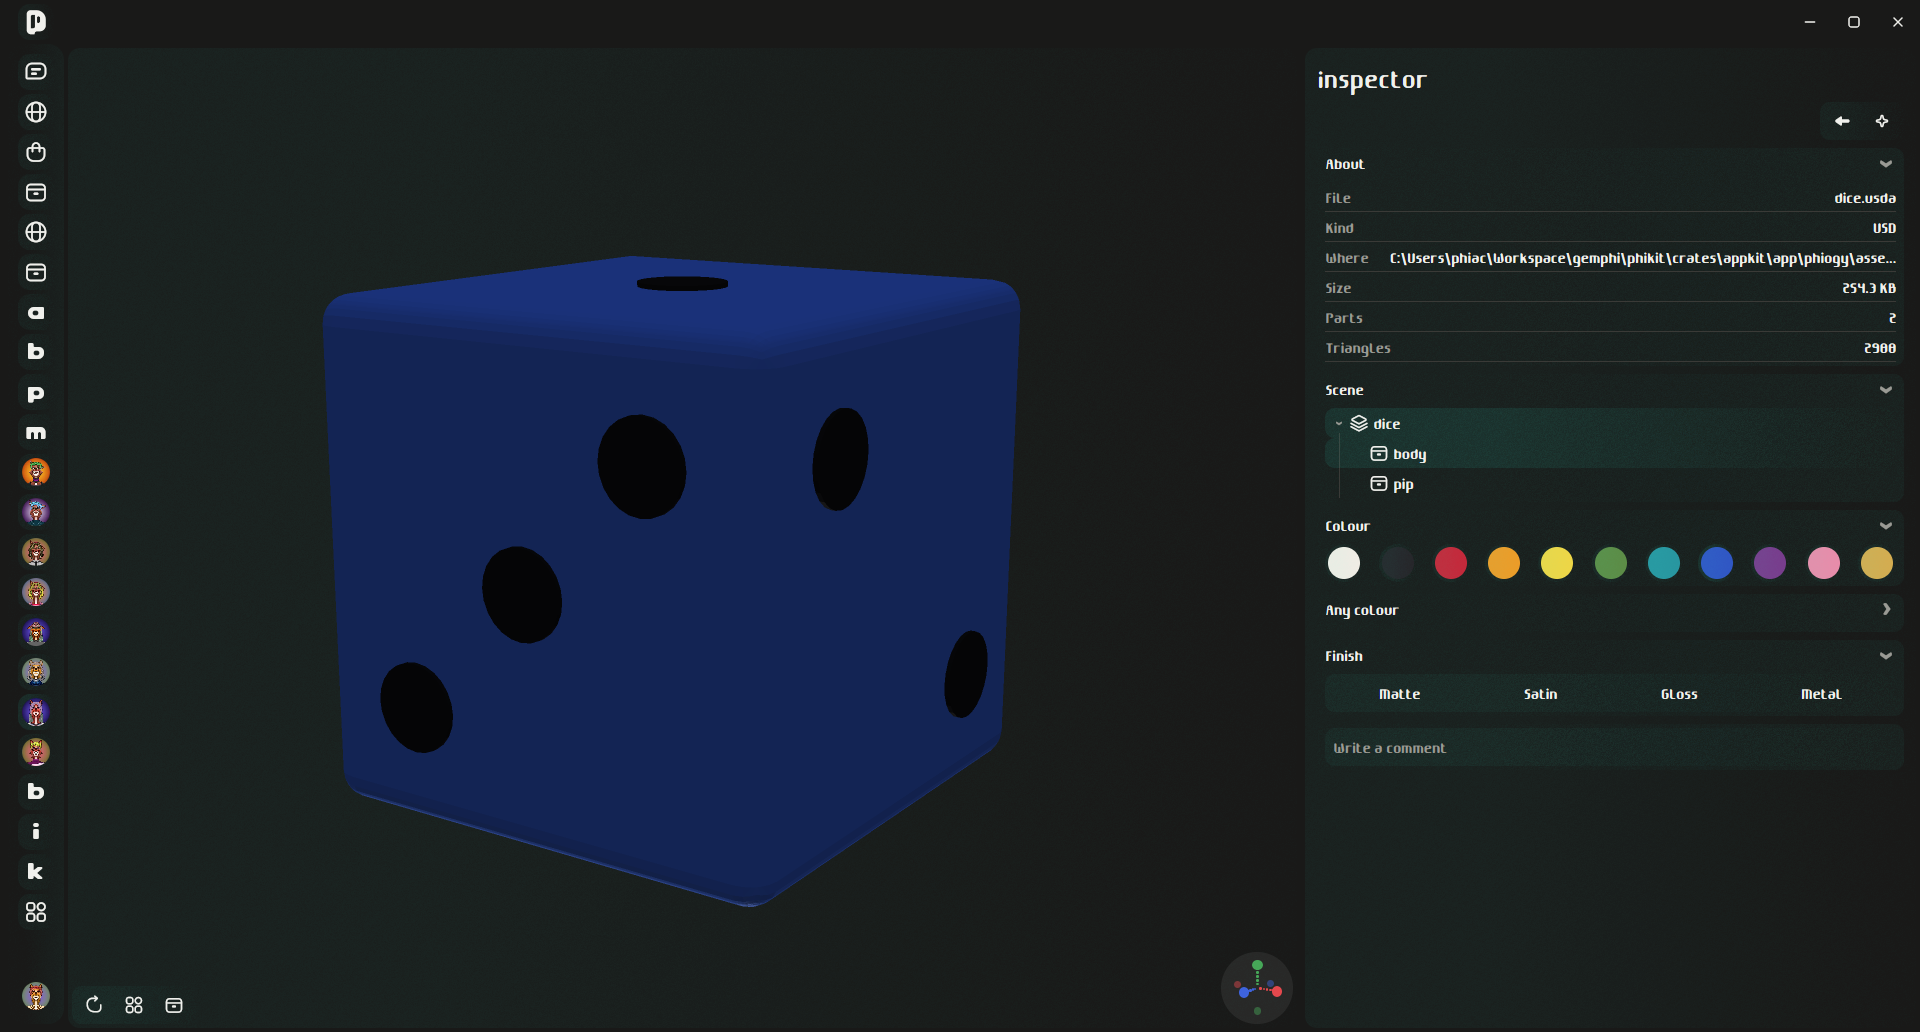 inspector
About
File dice.usda
Kind USD
Where C:\Users\phiac\Workspace\gemphi\phikit\crates\appkit\app\phiogy\asse...
Size 254.3 KB
Parts 2
Triangles 2900
Scene
dice
body
pip
Colour
Any colour
Finish
Matte Satin Gloss Metal
Write a comment
p
a
b
p
m
b
i
k